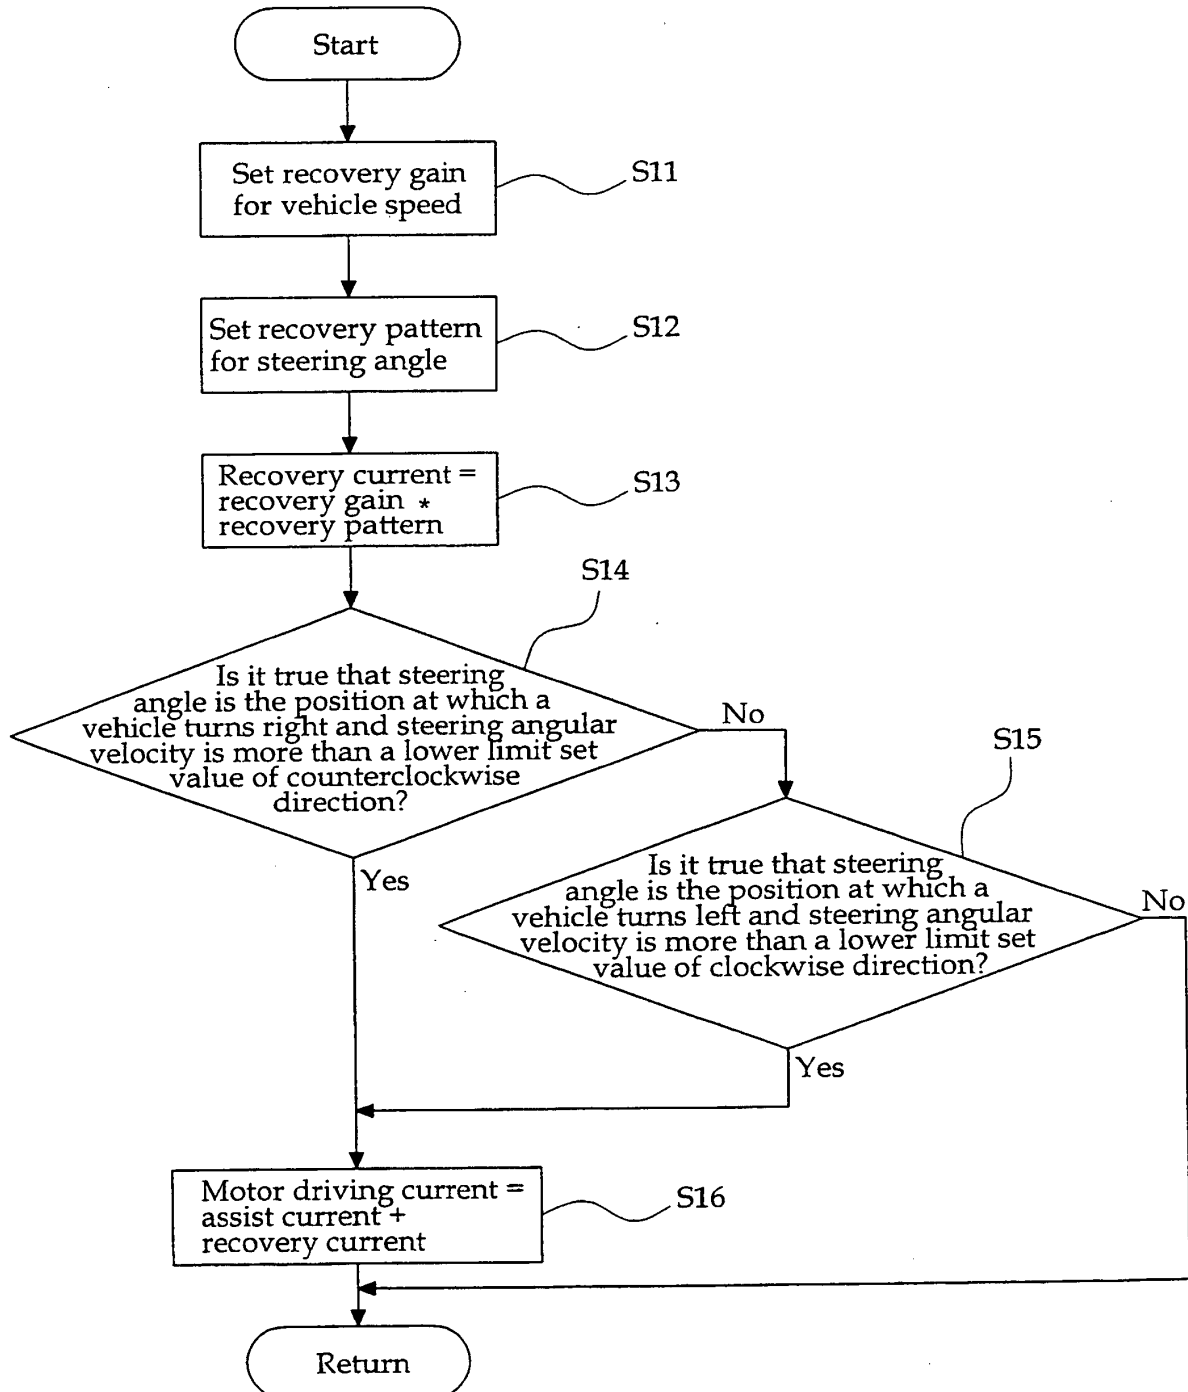 Start
Set recovery gain
for vehicle speed
S11
Set recovery pattern
for steering angle
S12
Recovery current =
recovery gain *
recovery pattern
S13
S14
Is it true that steering
angle is the position at which a
vehicle turns right and steering angular
velocity is more than a lower limit set
value of counterclockwise
direction?
No
S15
Yes
Is it true that steering
angle is the position at which a
vehicle turns left and steering angular
velocity is more than a lower limit set
value of clockwise direction?
No
Yes
Motor driving current =
assist current +
recovery current
S16
Return